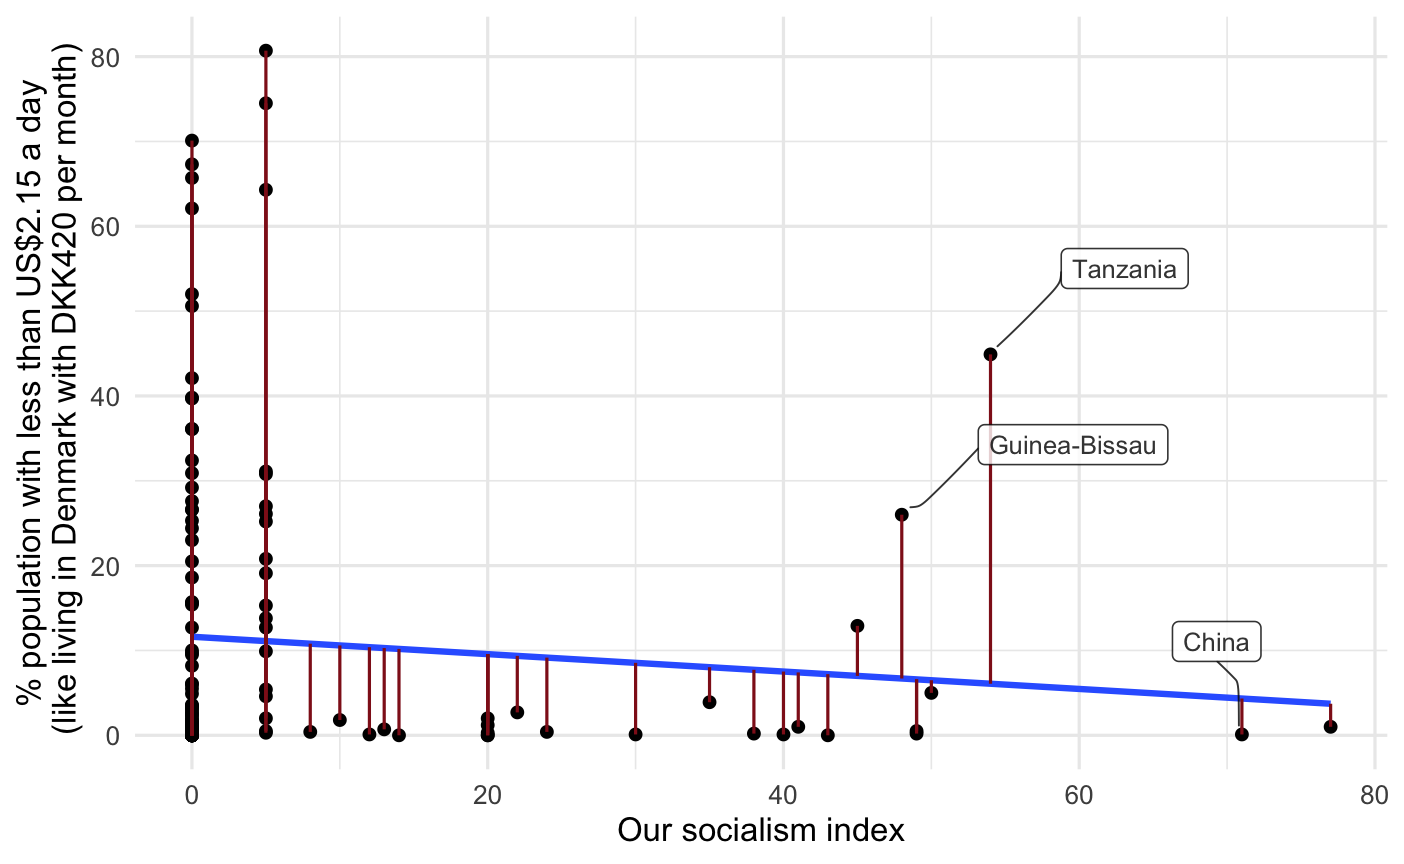 % population with less than US$2.15 a day
(like living in Denmark with DKK420 per month)
80
60
40
20
0
Tanzania
Guinea-Bissau
China
0 20 40 60 80
Our socialism index